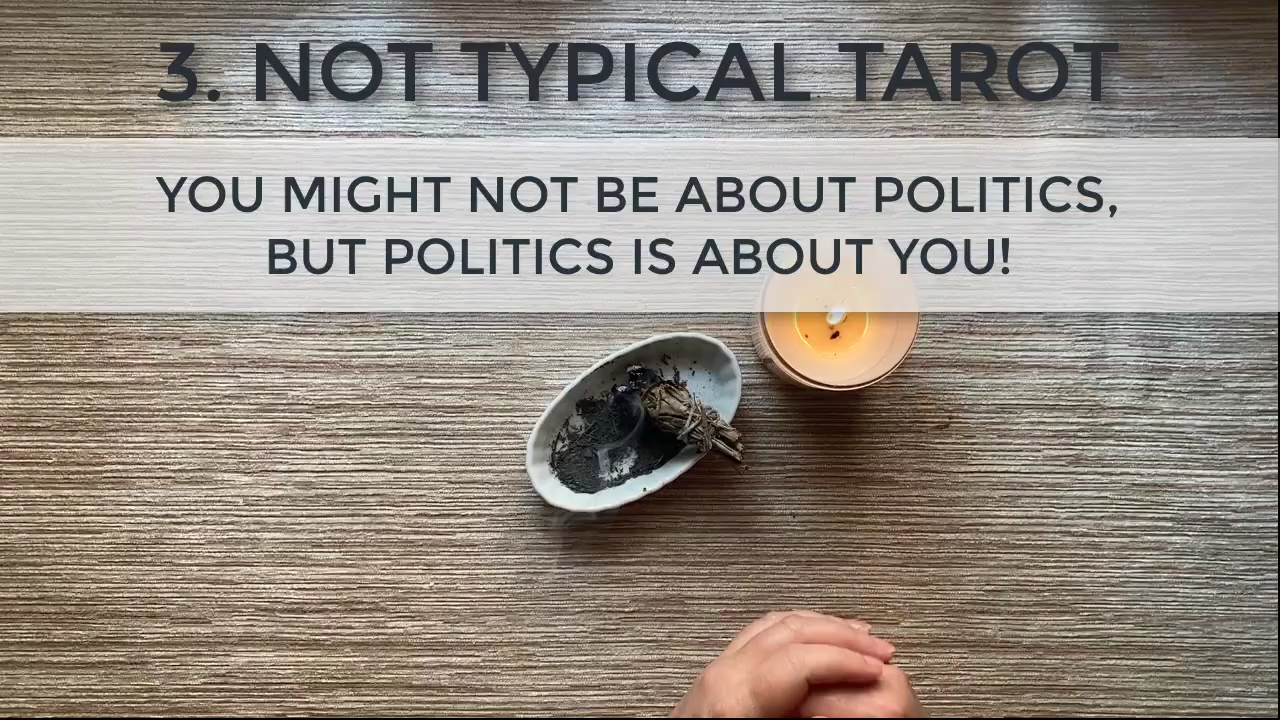 3. NOT TYPICAL TAROT
YOU MIGHT NOT BE ABOUT POLITICS,
BUT POLITICS IS ABOUT YOU!